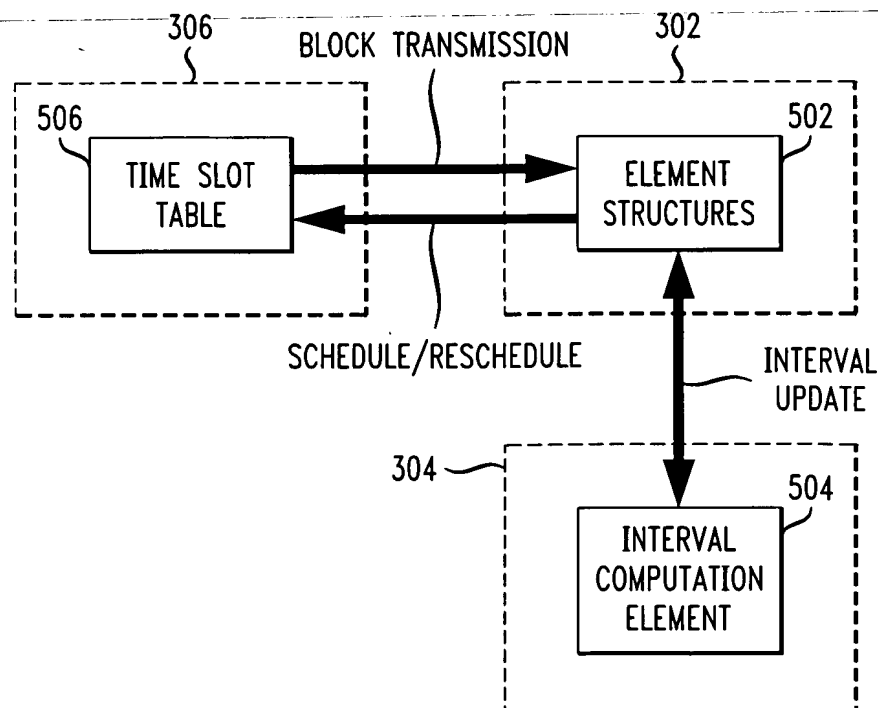 306
BLOCK TRANSMISSION
302
506
TIME SLOT
TABLE
502
ELEMENT
STRUCTURES
SCHEDULE/RESCHEDULE
INTERVAL
UPDATE
304
504
INTERVAL
COMPUTATION
ELEMENT